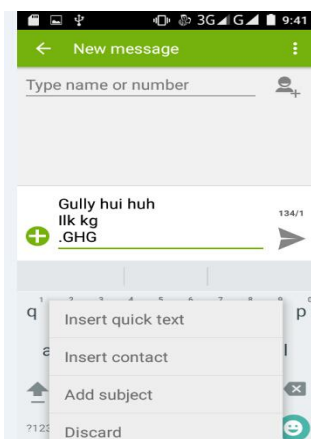 3G G 9:41
New message
Type name or number
Gully hui huh
Ilk kg
.GHG
134/1
q p
Insert quick text
a l
Insert contact
Add subject
?123
Discard